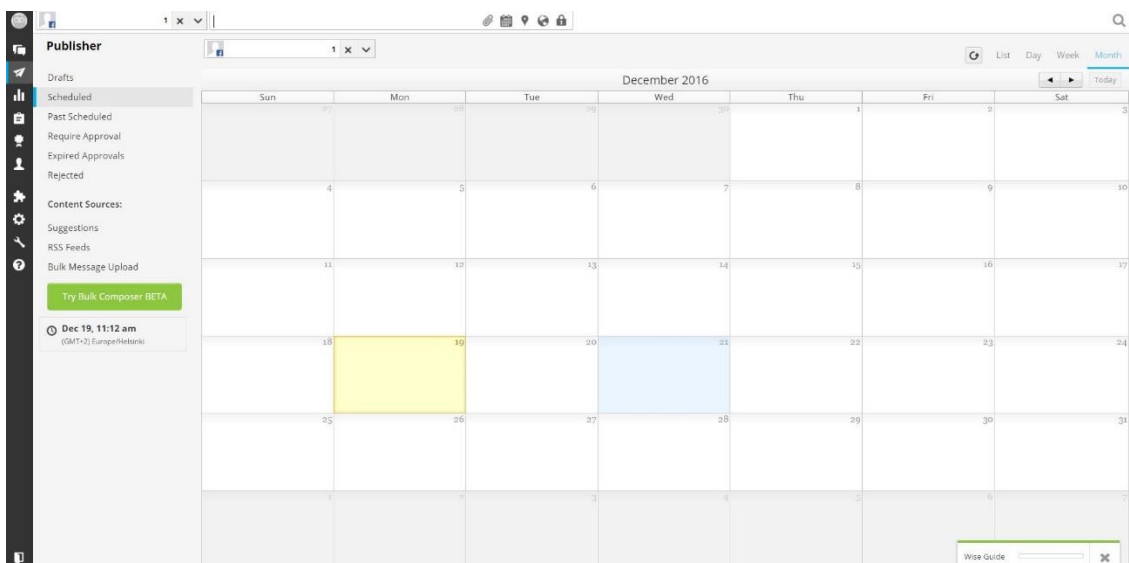 1
Publisher
1
List Day Week Month
Drafts
December 2016
Today
Scheduled
Sun Mon Tue Wed Thu Fri Sat
27 28 29 30 1 2 3
Past Scheduled
Require Approval
Expired Approvals
Rejected
4 5 6 7 8 9 10
Content Sources:
Suggestions
RSS Feeds
Bulk Message Upload
11 12 13 14 15 16 17
Try Bulk Composer BETA
Dec 19, 11:12 am
(GMT+2) Europe/Helsinki
18 19 20 21 22 23 24
25 26 27 28 29 30 31
1 2 3 4 5 6 7
Wise Guide